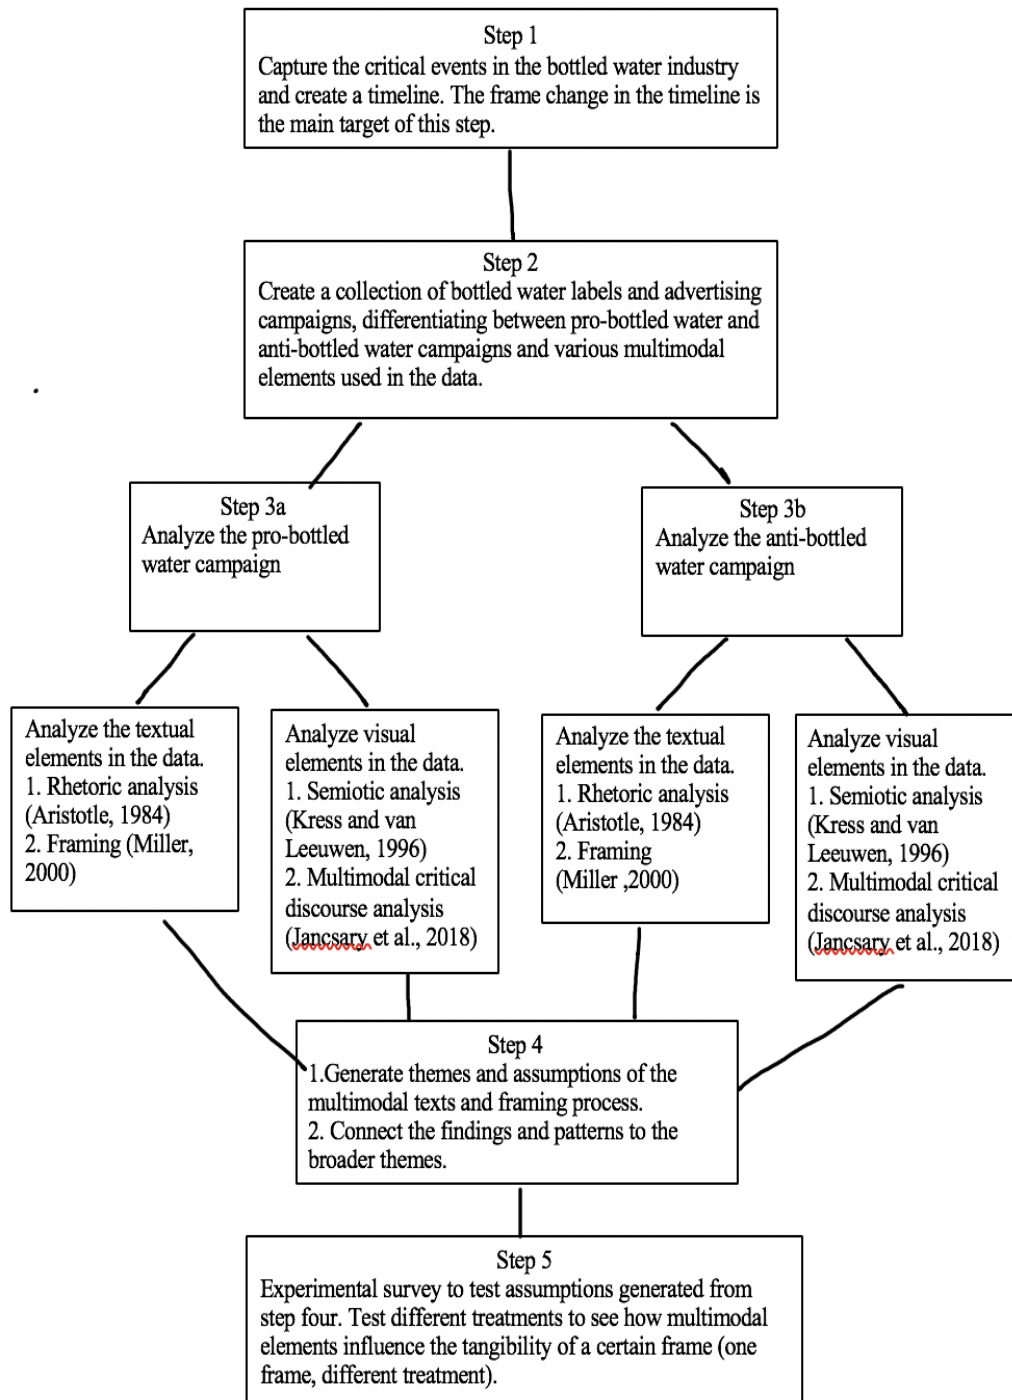 Step 1
Capture the critical events in the bottled water industry
and create a timeline. The frame change in the timeline is
the main target of this step.
Step 2
Create a collection of bottled water labels and advertising
campaigns, differentiating between pro-bottled water and
anti-bottled water campaigns and various multimodal
elements used in the data.
Step 3a
Analyze the pro-bottled
water campaign
Step 3b
Analyze the anti-bottled
water campaign
Analyze the textual
elements in the data.
1. Rhetoric analysis
(Aristotle, 1984)
2. Framing (Miller,
2000)
Analyze visual
elements in the data.
1. Semiotic analysis
(Kress and van
Leeuwen, 1996)
2. Multimodal critical
discourse analysis
(Jancsary et al., 2018)
Analyze the textual
elements in the data.
1. Rhetoric analysis
(Aristotle, 1984)
2. Framing
(Miller ,2000)
Analyze visual
elements in the data.
1. Semiotic analysis
(Kress and van
Leeuwen, 1996)
2. Multimodal critical
discourse analysis
(Jancsary et al., 2018)
Step 4
1.Generate themes and assumptions of the
multimodal texts and framing process.
2. Connect the findings and patterns to the
broader themes.
Step 5
Experimental survey to test assumptions generated from
step four. Test different treatments to see how multimodal
elements influence the tangibility of a certain frame (one
frame, different treatment).